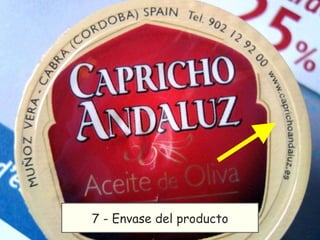 MUÑOZ VERA - CABRA (CORDOBA) SPAIN Tel. 902 12 92 00 www.caprichoandaluz.es
25%
CAPRICHO
ANDALUZ
Aceite de Oliva
7 - Envase del producto